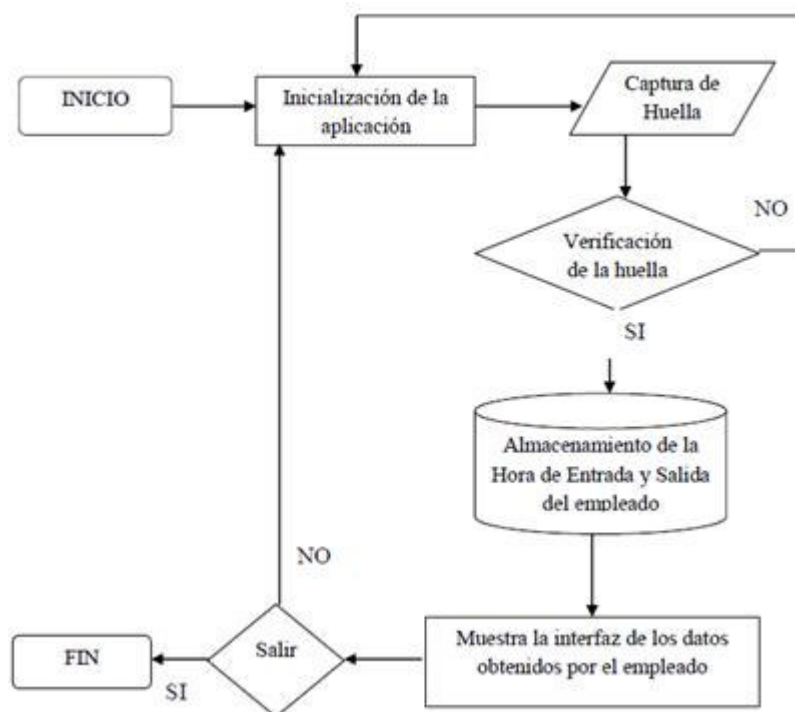 INICIO
Inicialización de la
aplicación
Captura de
Huella
Verificación
de la huella
NO
SI
Almacenamiento de la
Hora de Entrada y Salida
del empleado
Muestra la interfaz de los datos
obtenidos por el empleado
Salir
NO
SI
FIN